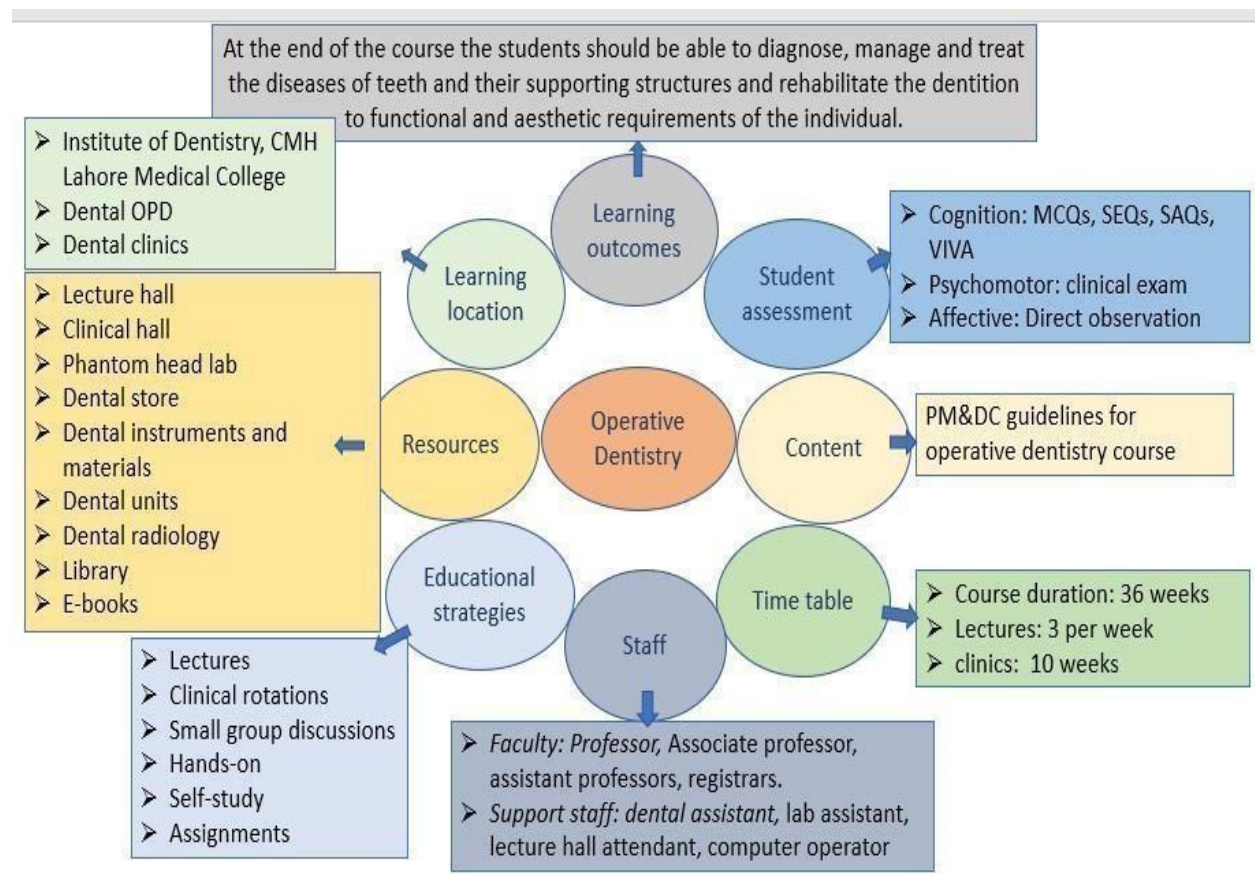 At the end of the course the students should be able to diagnose, manage and treat
the diseases of teeth and their supporting structures and rehabilitate the dentition
to functional and aesthetic requirements of the individual.
➢ Institute of Dentistry, CMH
Lahore Medical College
➢ Dental OPD
➢ Dental clinics
Learning
outcomes
➢ Cognition: MCQs, SEQs, SAQs,
VIVA
➢ Psychomotor: clinical exam
➢ Affective: Direct observation
Learning
location
Student
assessment
➢ Lecture hall
➢ Clinical hall
➢ Phantom head lab
➢ Dental store
➢ Dental instruments and
materials
➢ Dental units
➢ Dental radiology
➢ Library
➢ E-books
Resources
Operative
Dentistry
Content
PM&DC guidelines for
operative dentistry course
Educational
strategies
Staff
Time table
➢ Course duration: 36 weeks
➢ Lectures: 3 per week
➢ clinics: 10 weeks
➢ Lectures
➢ Clinical rotations
➢ Small group discussions
➢ Hands-on
➢ Self-study
➢ Assignments
➢ Faculty: Professor, Associate professor,
assistant professors, registrars.
➢ Support staff: dental assistant, lab assistant,
lecture hall attendant, computer operator